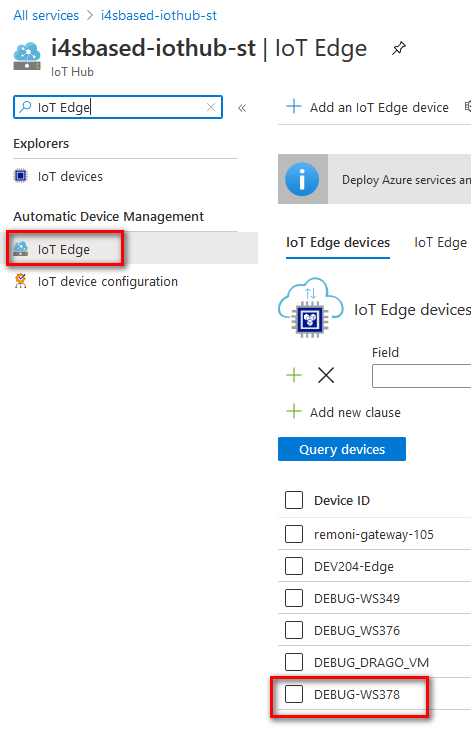 All services > i4sbased-iothub-st
i4sbased-iothub-st | IoT Edge
IoT Hub
IoT Edge
Explorers
IoT devices
Automatic Device Management
IoT Edge
IoT device configuration
Add an IoT Edge device
Deploy Azure services an
IoT Edge devices
IoT Edge
IoT Edge devices
Field
Add new clause
Query devices
Device ID
remoni-gateway-105
DEV204-Edge
DEBUG-WS349
DEBUG_WS376
DEBUG_DRAGO_VM
DEBUG-WS378